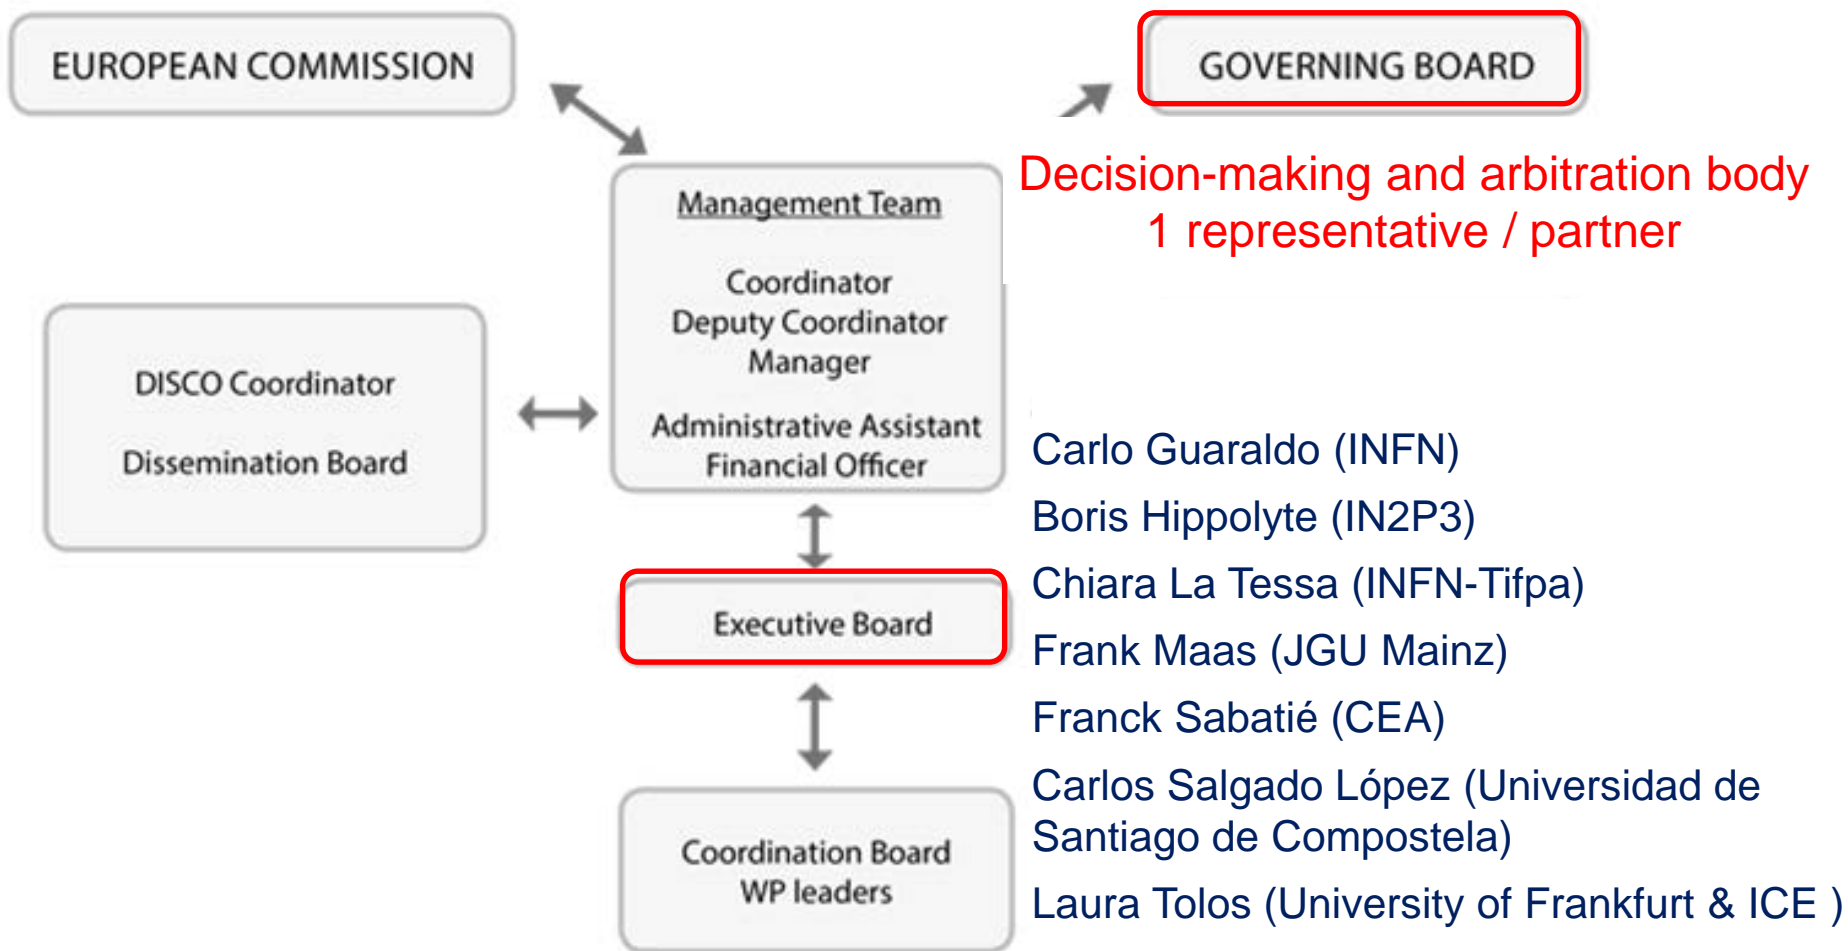 EUROPEAN COMMISSION
GOVERNING BOARD
Decision-making and arbitration body
1 representative / partner
Management Team
Coordinator
Deputy Coordinator
Manager
Administrative Assistant
Financial Officer
DISCO Coordinator
Dissemination Board
Executive Board
Coordination Board
WP leaders
Carlo Guaraldo (INFN)
Boris Hippolyte (IN2P3)
Chiara La Tessa (INFN-Tifpa)
Frank Maas (JGU Mainz)
Franck Sabatié (CEA)
Carlos Salgado López (Universidad de
Santiago de Compostela)
Laura Tolos (University of Frankfurt & ICE )